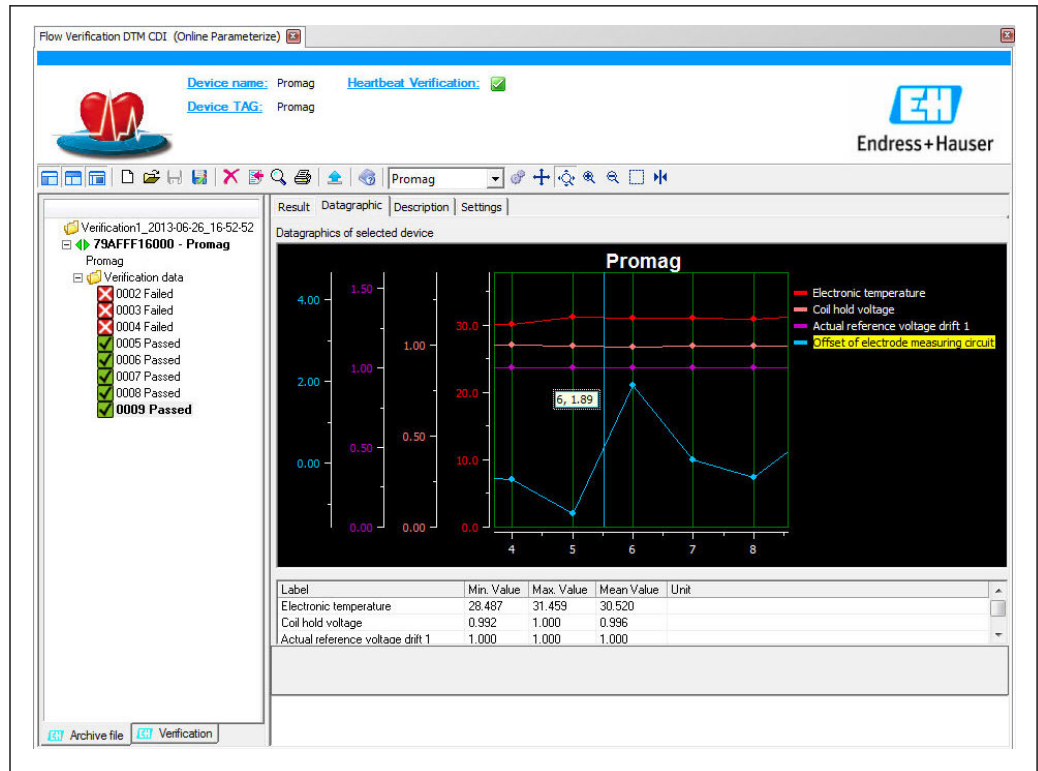 Flow Verification DTM CDI (Online Parameterize)
Device name: Promag Heartbeat Verification:
Device TAG: Promag
EH
Endress+Hauser
Promag
Result Datagraphic Description Settings
Verification1_2013-06-26_16-52-52
79AFFF16000 - Promag
Promag
Verification data
0002 Failed
0003 Failed
0004 Failed
0005 Passed
0006 Passed
0007 Passed
0008 Passed
0009 Passed
Datagraphics of selected device
Promag
4.00
2.00
0.00
1.50
1.00
0.50
0.00
1.00
0.50
0.00
30.0
20.0
10.0
0.0
6, 1.89
4 5 6 7 8
Electronic temperature
Coil hold voltage
Actual reference voltage drift 1
Offset of electrode measuring circuit
Label Min. Value Max. Value Mean Value Unit
Electronic temperature 28.487 31.459 30.520
Coil hold voltage 0.992 1.000 0.996
Actual reference voltage drift 1 1.000 1.000 1.000
EH Archive file EH Verification